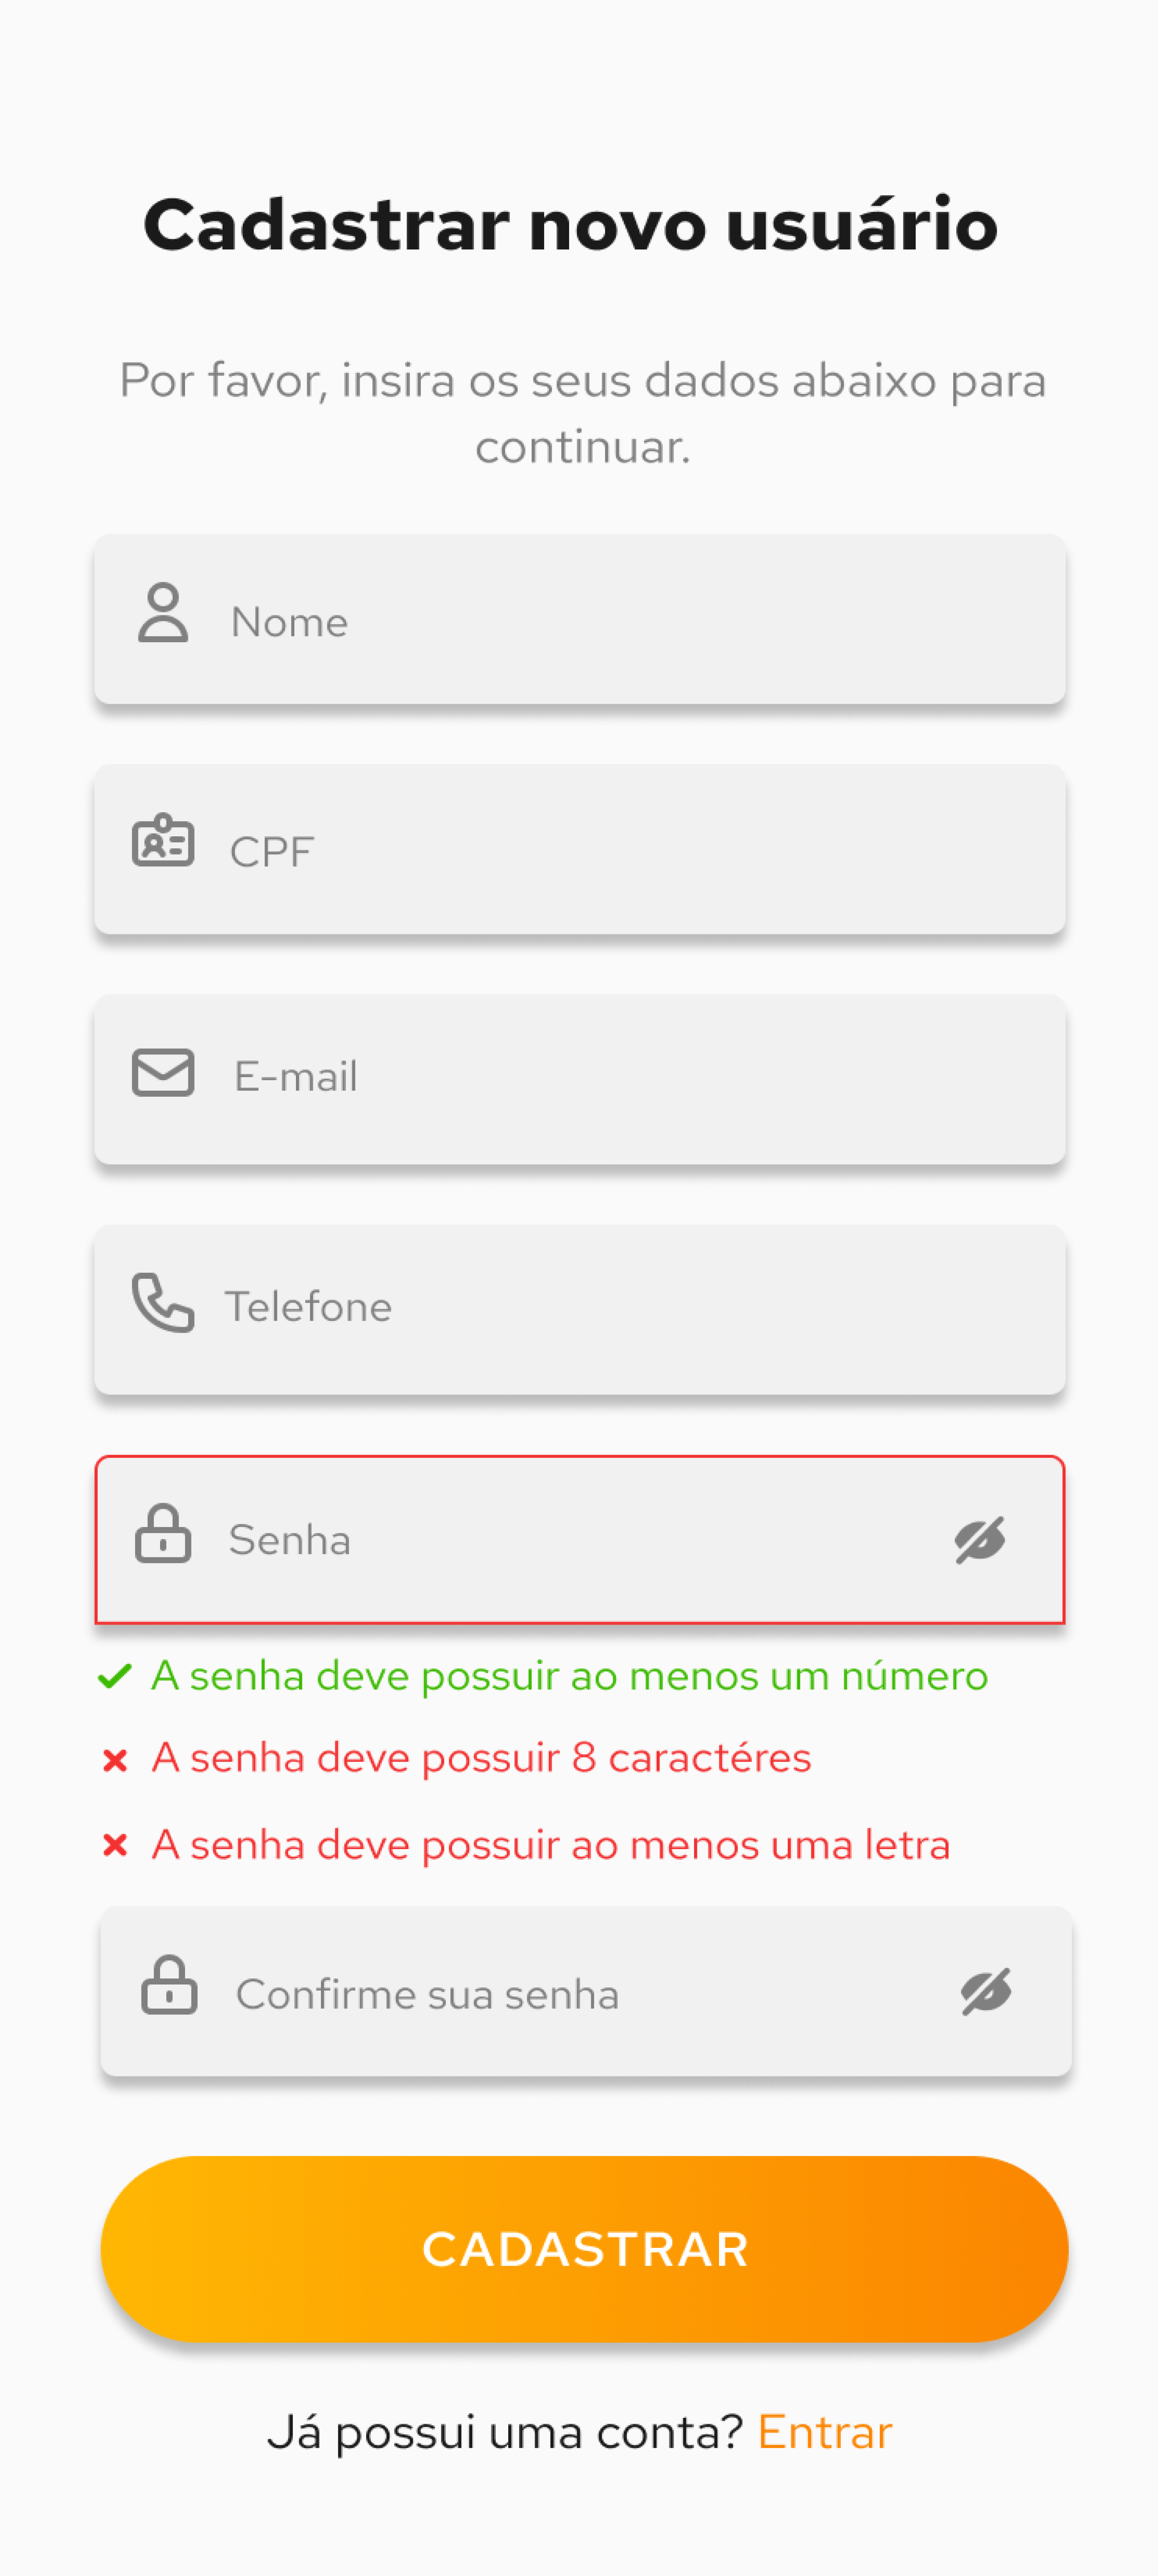 Cadastrar novo usuário
Por favor, insira os seus dados abaixo para
continuar.
Nome
CPF
E-mail
Telefone
Senha
A senha deve possuir ao menos um número
A senha deve possuir 8 caractéres
A senha deve possuir ao menos uma letra
Confirme sua senha
CADASTRAR
Já possui uma conta? Entrar